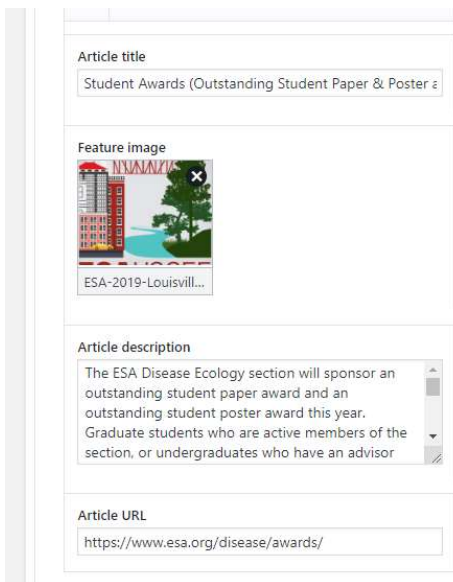 Article title
Student Awards (Outstanding Student Paper & Poster a
Feature image
ESA-2019-Louisvill...
Article description
The ESA Disease Ecology section will sponsor an
outstanding student paper award and an
outstanding student poster award this year.
Graduate students who are active members of the
section, or undergraduates who have an advisor
Article URL
https://www.esa.org/disease/awards/